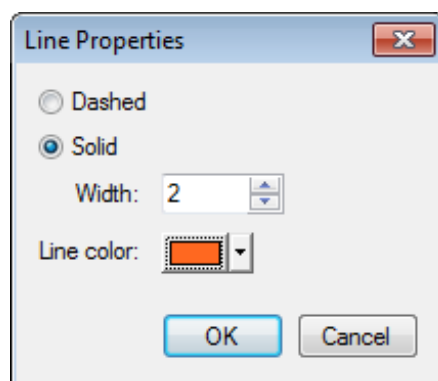 Line Properties
Dashed
Solid
Width: 2
Line color:
OK Cancel